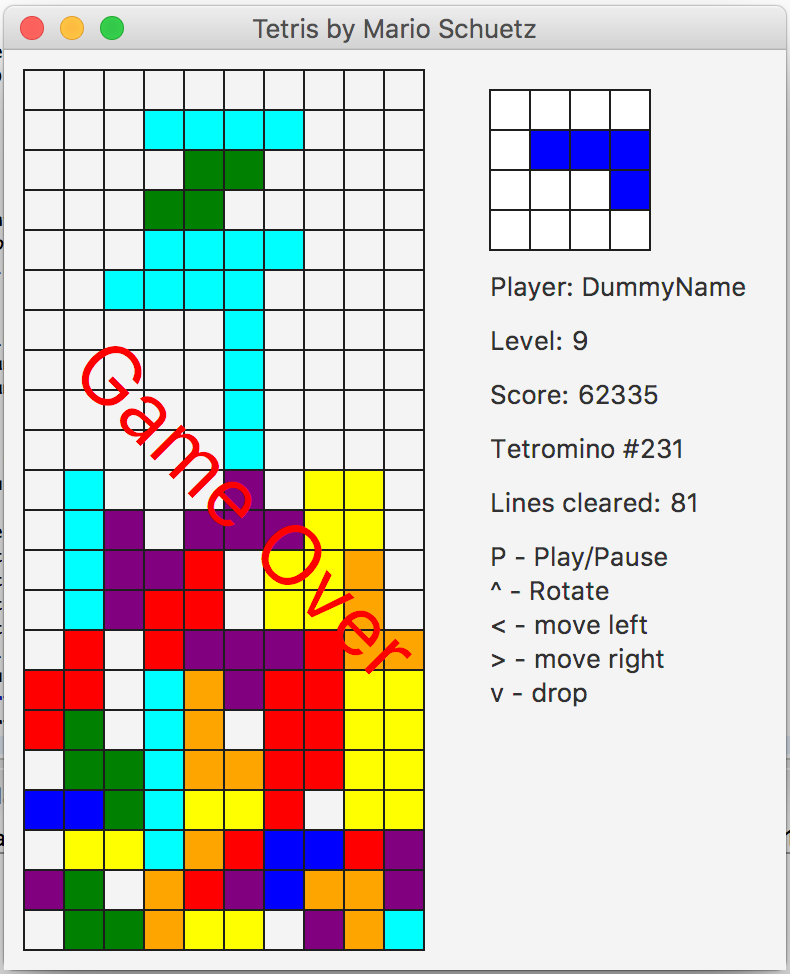 Tetris by Mario Schuetz
Game Over
Player: DummyName
Level: 9
Score: 62335
Tetromino #231
Lines cleared: 81
P - Play/Pause
^ - Rotate
< - move left
> - move right
v - drop